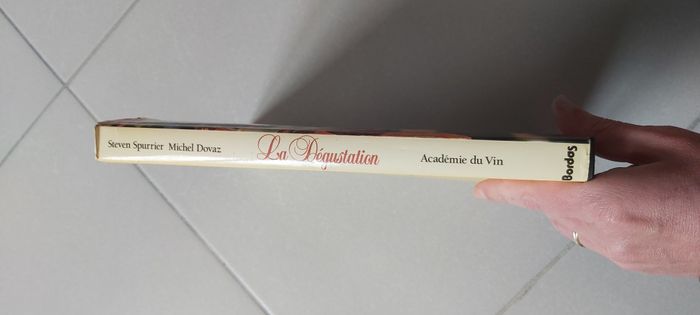 Steven Spurrier Michel Dovaz La Dégustation Académie du Vin Bordas